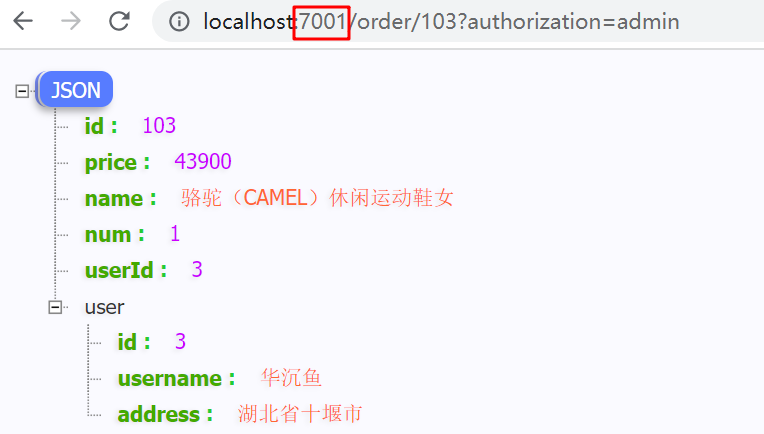 localhost:7001/order/103?authorization=admin
JSON
id : 103
price : 43900
name : 骆驼（CAMEL）休闲运动鞋女
num : 1
userId : 3
user
id : 3
username : 华沉鱼
address : 湖北省十堰市